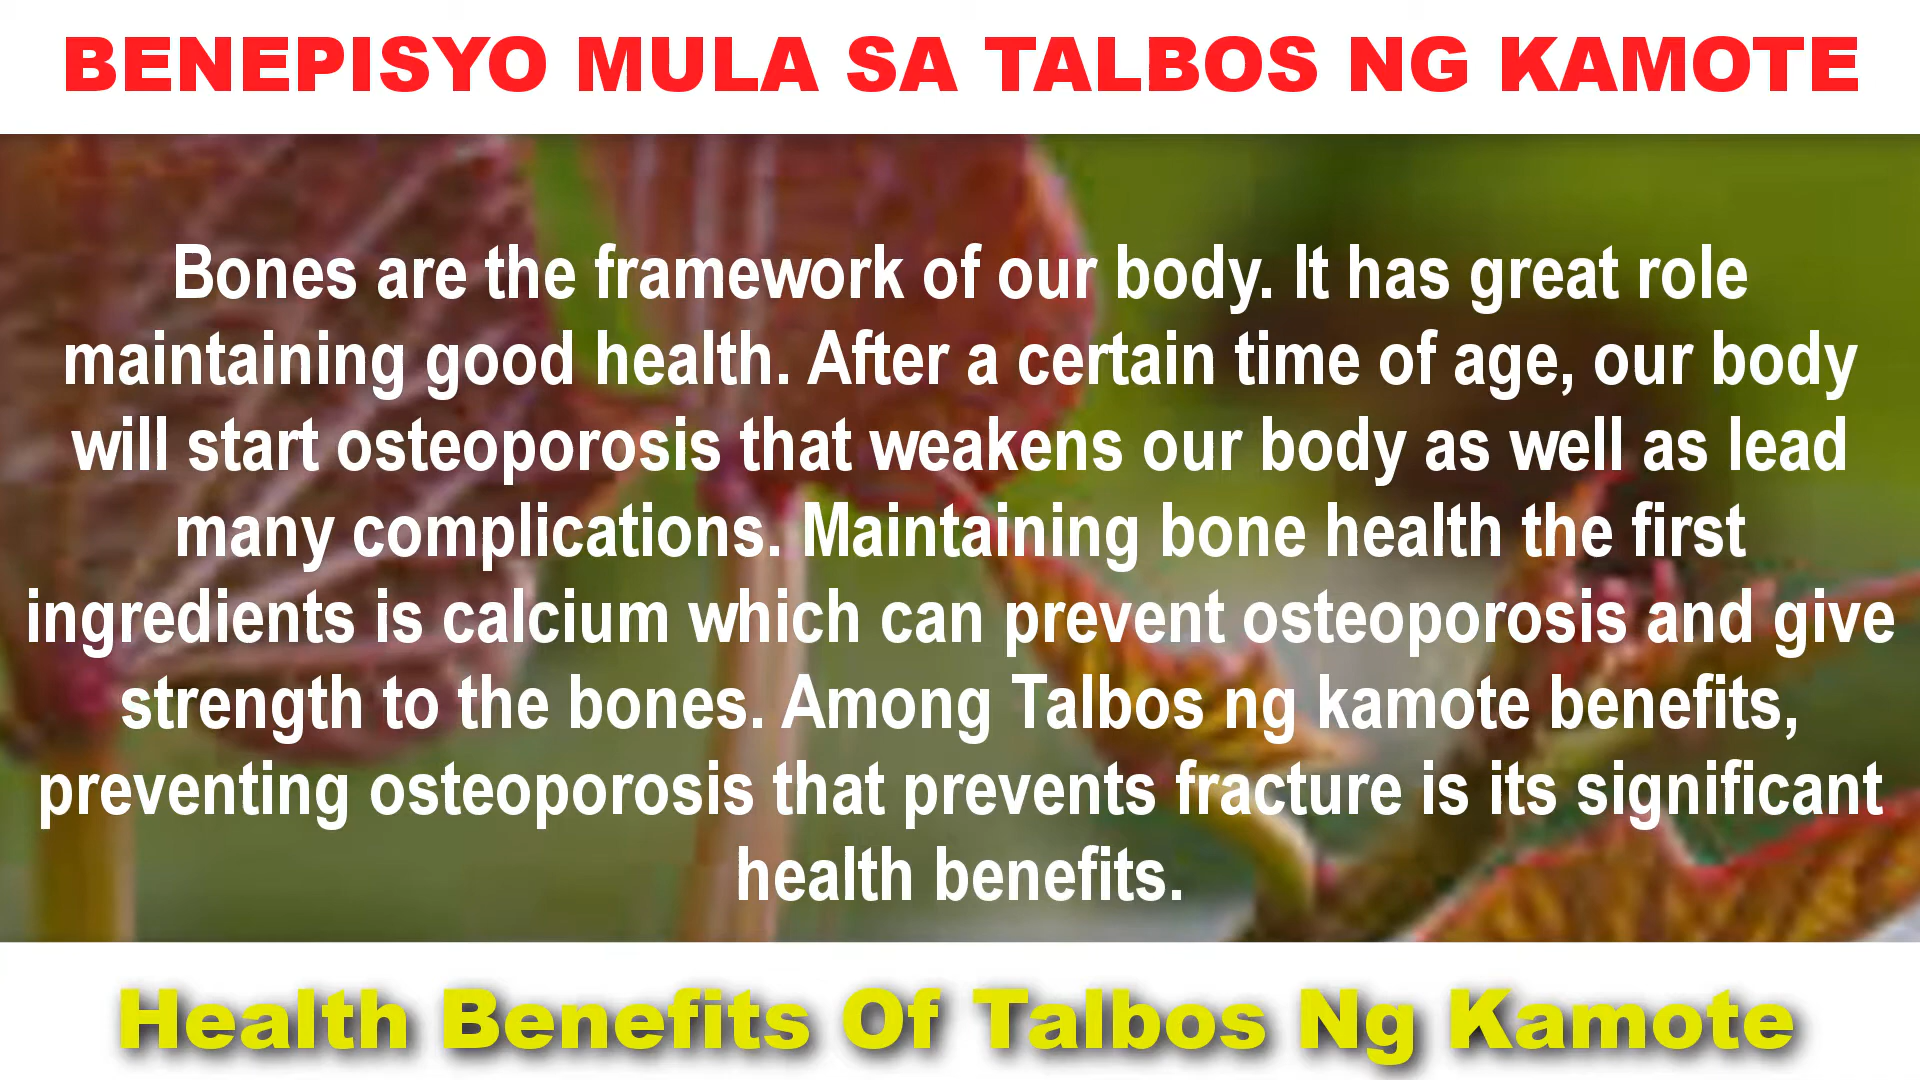 BENEPISYO MULA SA TALBOS NG KAMOTE
Bones are the framework of our body. It has great role
maintaining good health. After a certain time of age, our body
will start osteoporosis that weakens our body as well as lead
many complications. Maintaining bone health the first
ingredients is calcium which can prevent osteoporosis and give
strength to the bones. Among Talbos ng kamote benefits,
preventing osteoporosis that prevents fracture is its significant
health benefits.
Health Benefits Of Talbos Ng Kamote